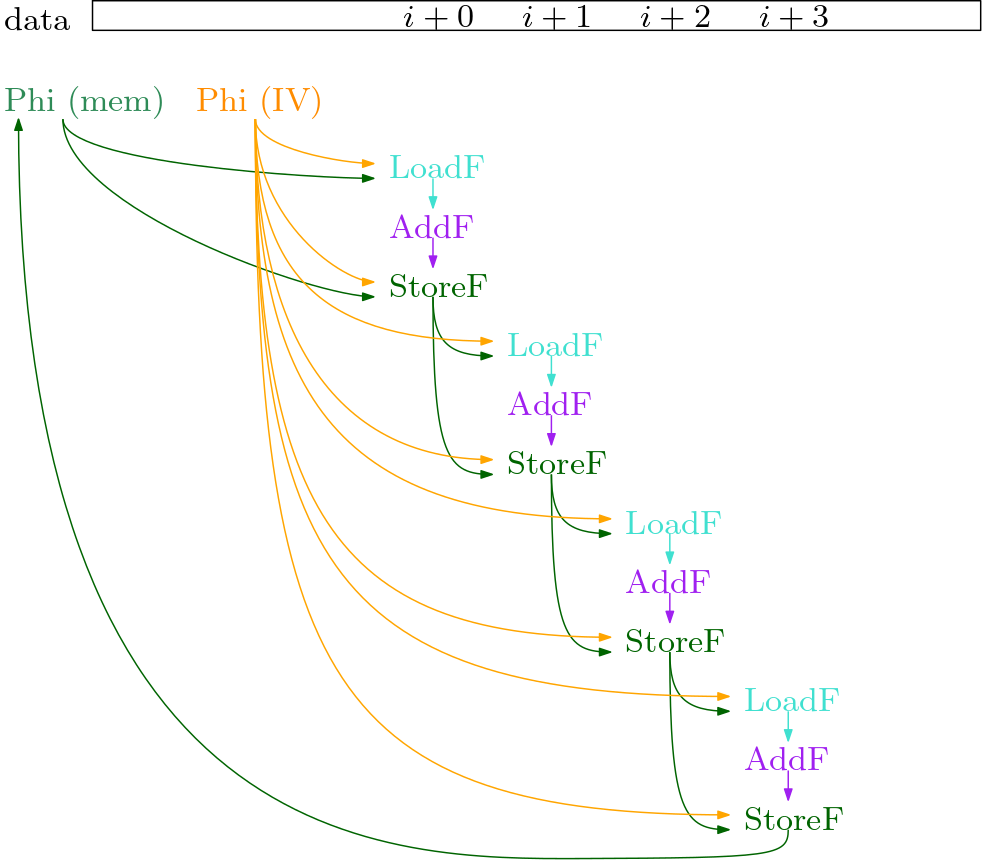 data i + 0 i + 1 i + 2 i + 3
Phi (mem) Phi (IV)
LoadF
AddF
StoreF
LoadF
AddF
StoreF
LoadF
AddF
StoreF
LoadF
AddF
StoreF